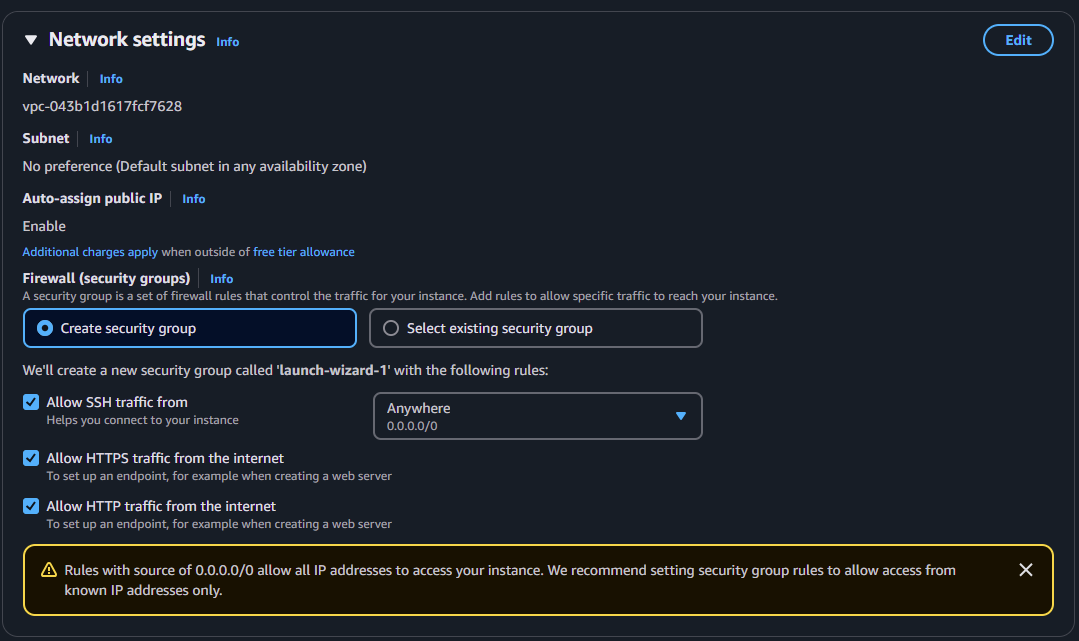 Network settings Info Edit
Network Info
vpc-043b1d1617fcf7628
Subnet Info
No preference (Default subnet in any availability zone)
Auto-assign public IP Info
Enable
Additional charges apply when outside of free tier allowance
Firewall (security groups) Info
A security group is a set of firewall rules that control the traffic for your instance. Add rules to allow specific traffic to reach your instance.
Create security group Select existing security group
We'll create a new security group called 'launch-wizard-1' with the following rules:
Allow SSH traffic from Anywhere
Helps you connect to your instance 0.0.0.0/0
Allow HTTPS traffic from the internet
To set up an endpoint, for example when creating a web server
Allow HTTP traffic from the internet
To set up an endpoint, for example when creating a web server
Rules with source of 0.0.0.0/0 allow all IP addresses to access your instance. We recommend setting security group rules to allow access from
known IP addresses only.